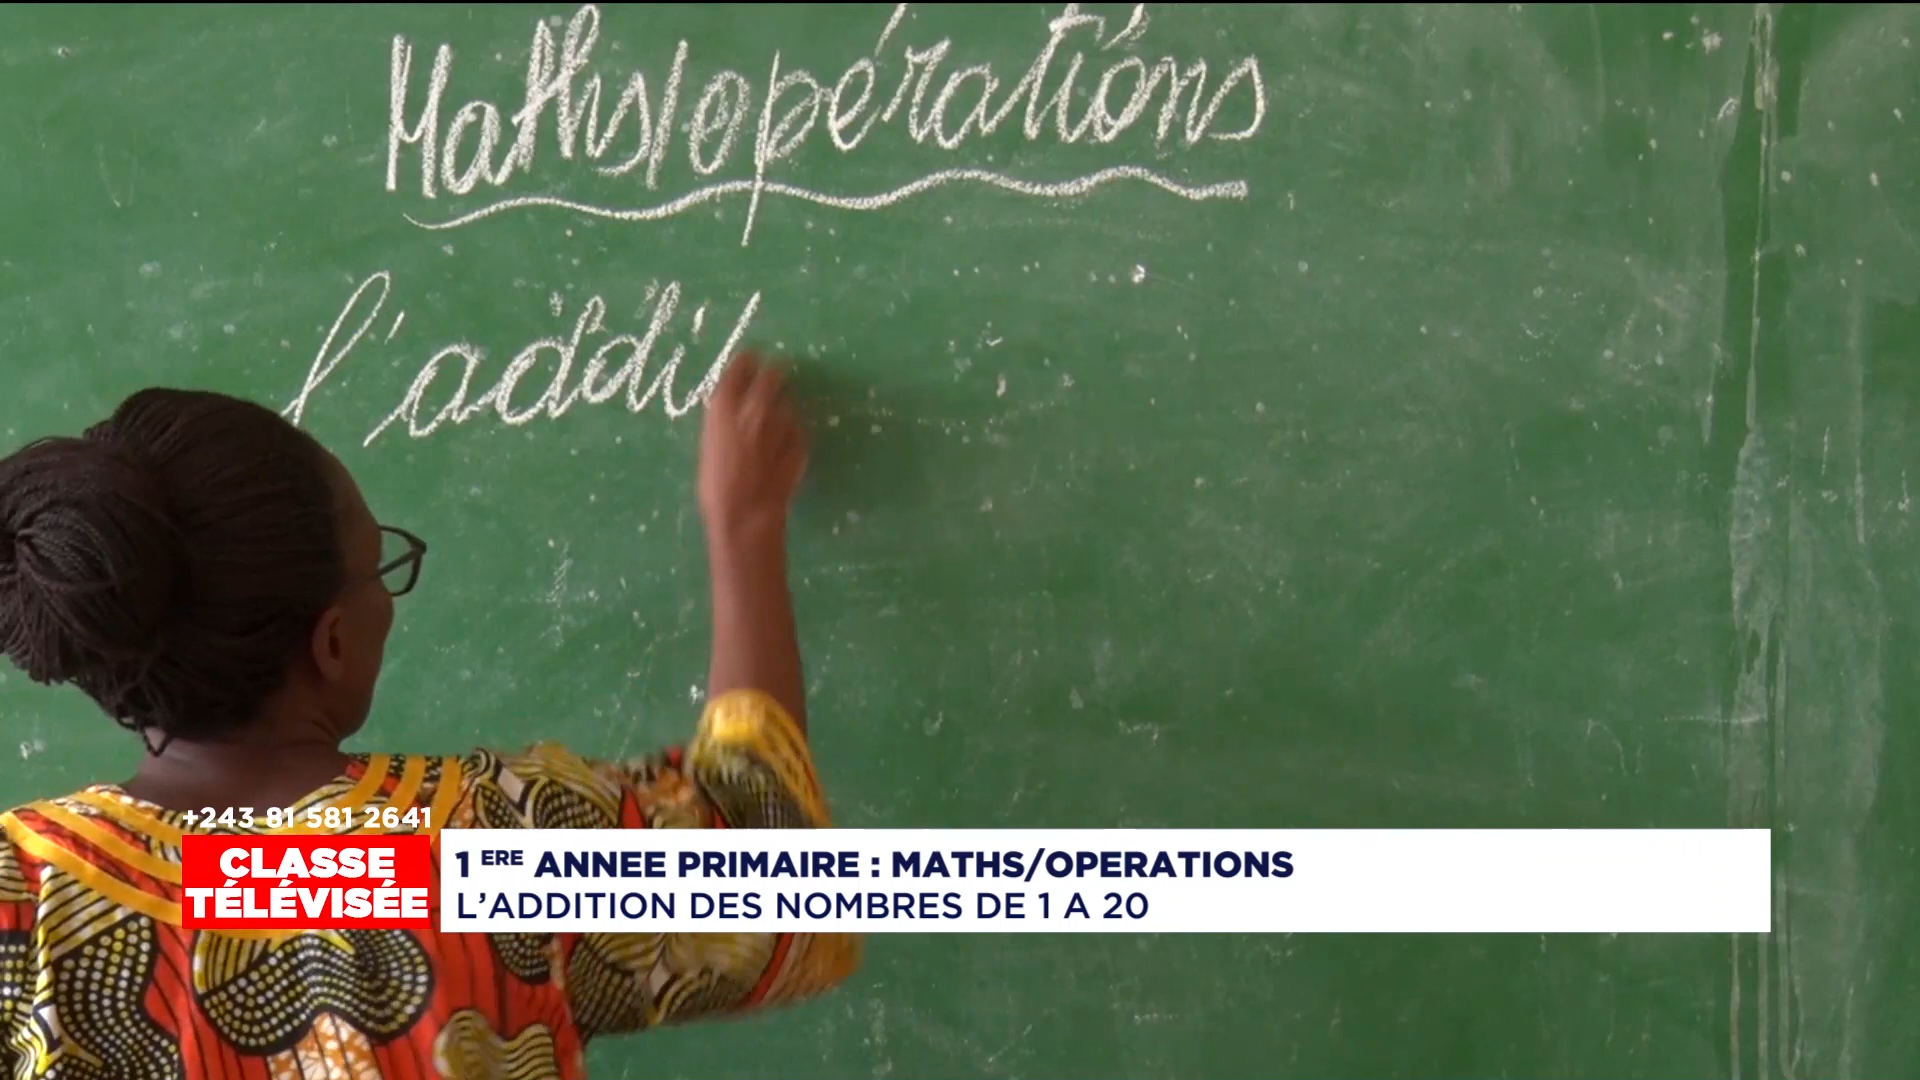 Maths/opérations
l'addit
+243 81 581 2641
CLASSE
TÉLÉVISÉE
1 ERE ANNEE PRIMAIRE : MATHS/OPERATIONS
L'ADDITION DES NOMBRES DE 1 A 20